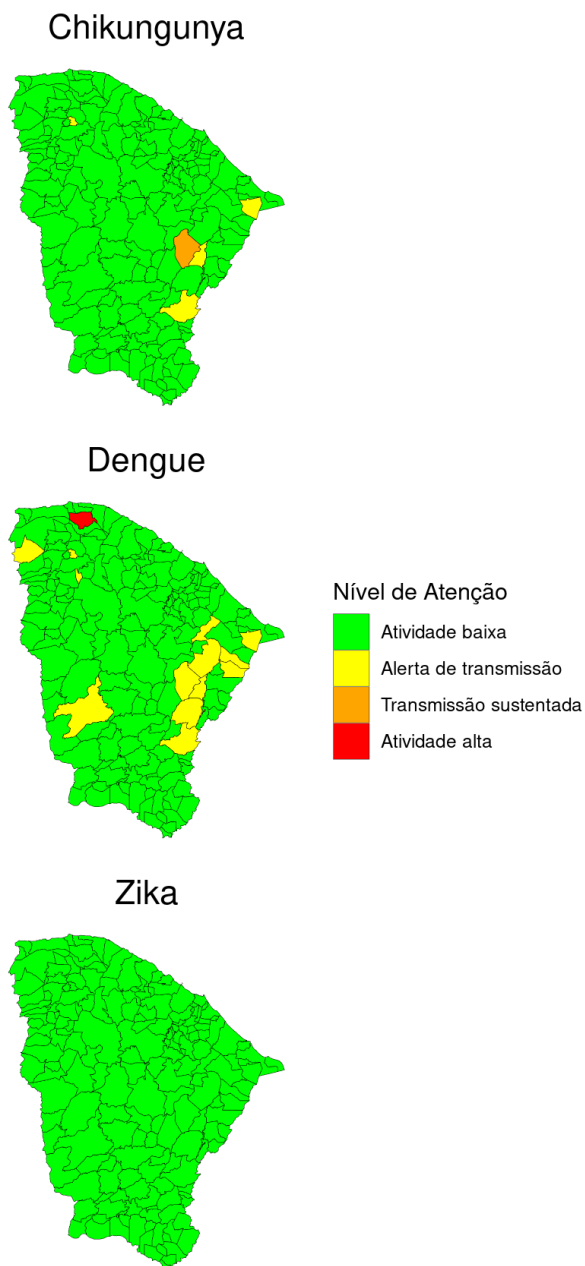 Chikungunya
Dengue
Nível de Atenção
Atividade baixa
Alerta de transmissão
Transmissão sustentada
Atividade alta
Zika